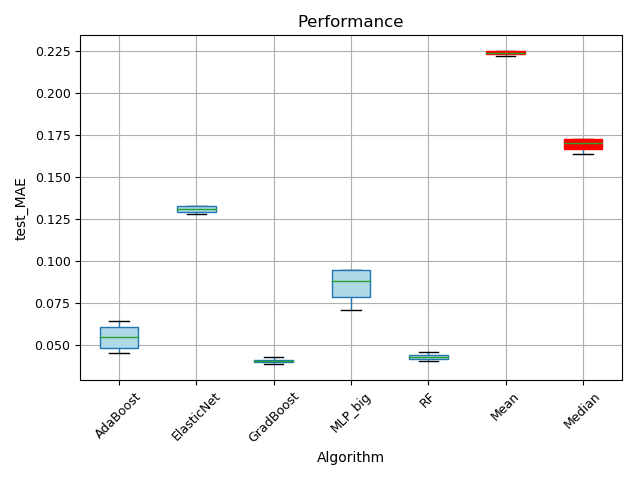 Performance
0.225
0.200
0.175
0.150
0.125
0.100
0.075
0.050
test_MAE
AdaBoost
ElasticNet
GradBoost
MLP_big
RF
Mean
Median
Algorithm